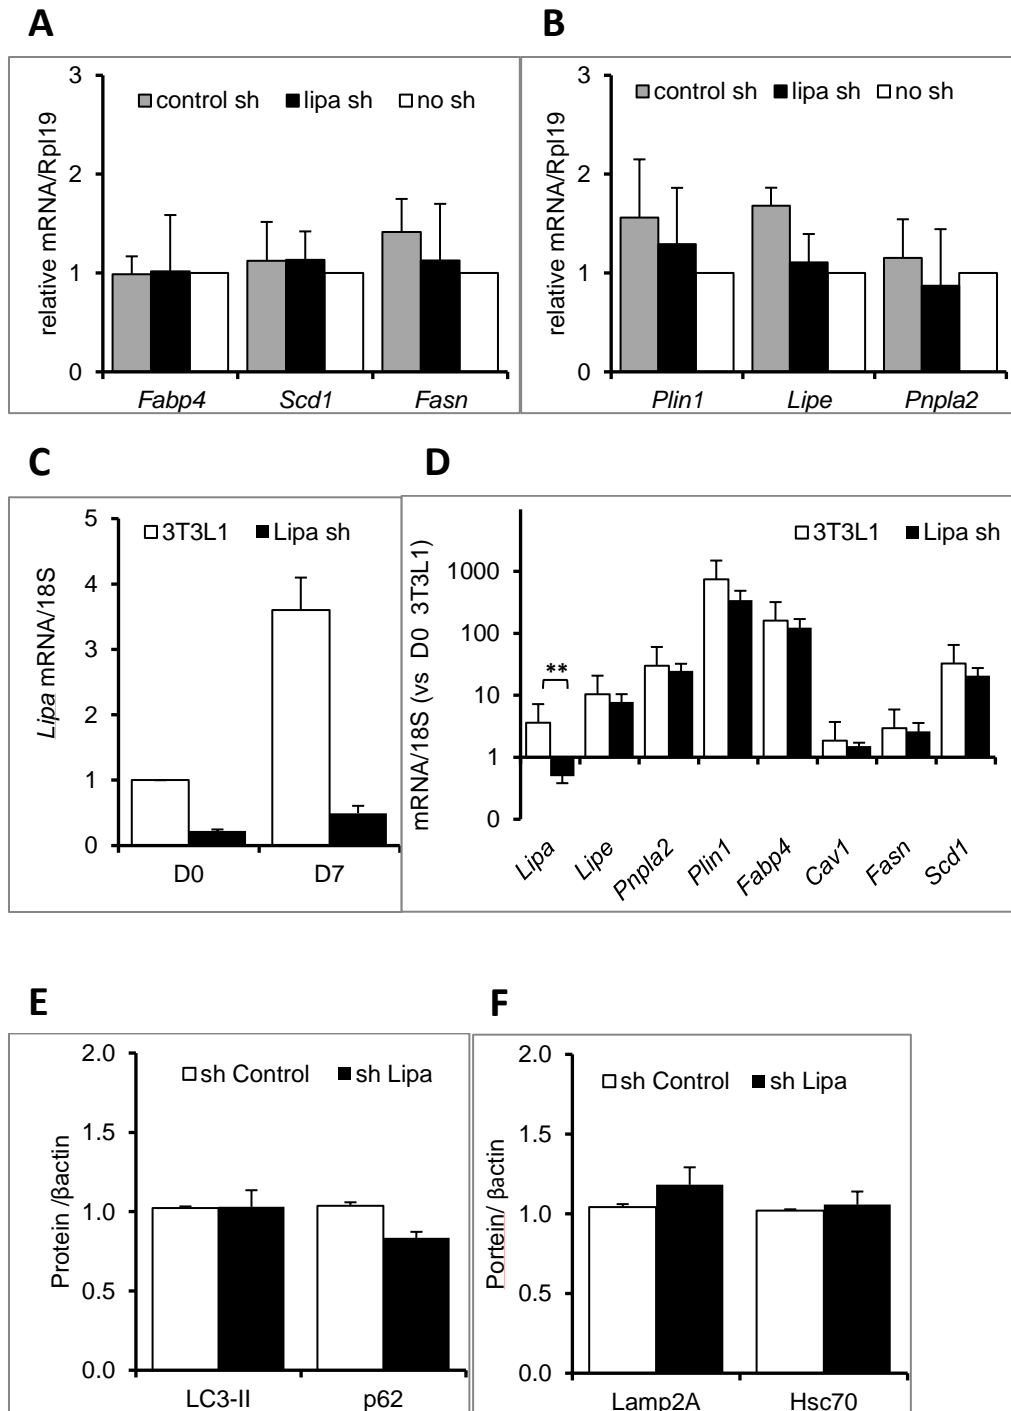 A
B
3
2
1
0
relative mRNA/Rpl19
control sh lipa sh no sh
Fabp4 Scd1 Fasn
3
2
1
0
relative mRNA/Rpl19
control sh lipa sh no sh
Plin1 Lipe Pnpla2
C
D
5
4
3
2
1
0
Lipa mRNA/18S
3T3L1 Lipa sh
D0 D7
mRNA/18S (vs D0 3T3L1)
1000
100
10
1
0
3T3L1 Lipa sh
**
Lipa Lipe Pnpla2 Plin1 Fabp4 Cav1 Fasn Scd1
E
F
2.0
1.5
1.0
0.5
0.0
Protein /βactin
sh Control sh Lipa
LC3-II p62
2.0
1.5
1.0
0.5
0.0
Portein/ βactin
sh Control sh Lipa
Lamp2A Hsc70